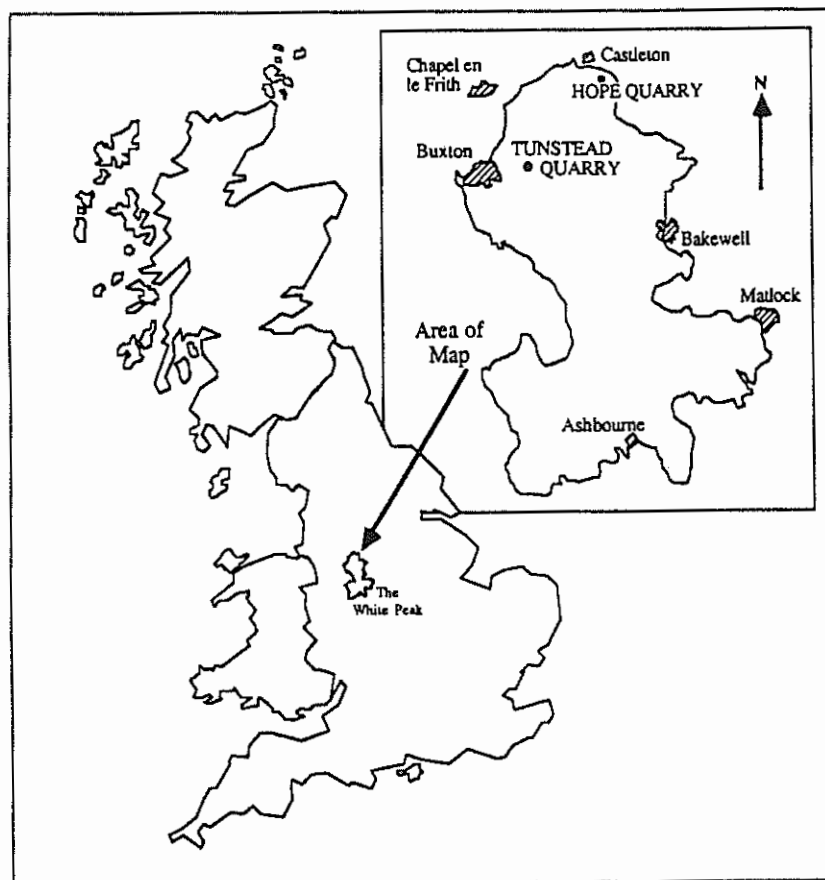 Castleton
Chapel en
le Frith
HOPE QUARRY
N
Buxton
TUNSTEAD
QUARRY
Bakewell
Matlock
Area of
Map
Ashbourne
The
White Peak